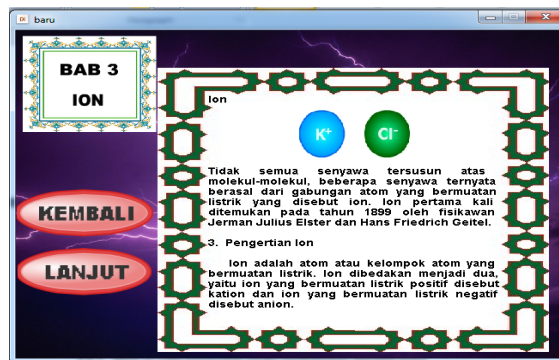 baru
BAB 3
ION
Ion
K+
Cl-
Tidak semua senyawa tersusun atas
molekul-molekul, beberapa senyawa ternyata
berasal dari gabungan atom yang bermuatan
listrik yang disebut ion. Ion pertama kali
ditemukan pada tahun 1899 oleh fisikawan
Jerman Julius Elster dan Hans Friedrich Geitel.
3. Pengertian Ion
Ion adalah atom atau kelompok atom yang
bermuatan listrik. Ion dibedakan menjadi dua,
yaitu ion yang bermuatan listrik positif disebut
kation dan ion yang bermuatan listrik negatif
disebut anion.
KEMBALI
LANJUT